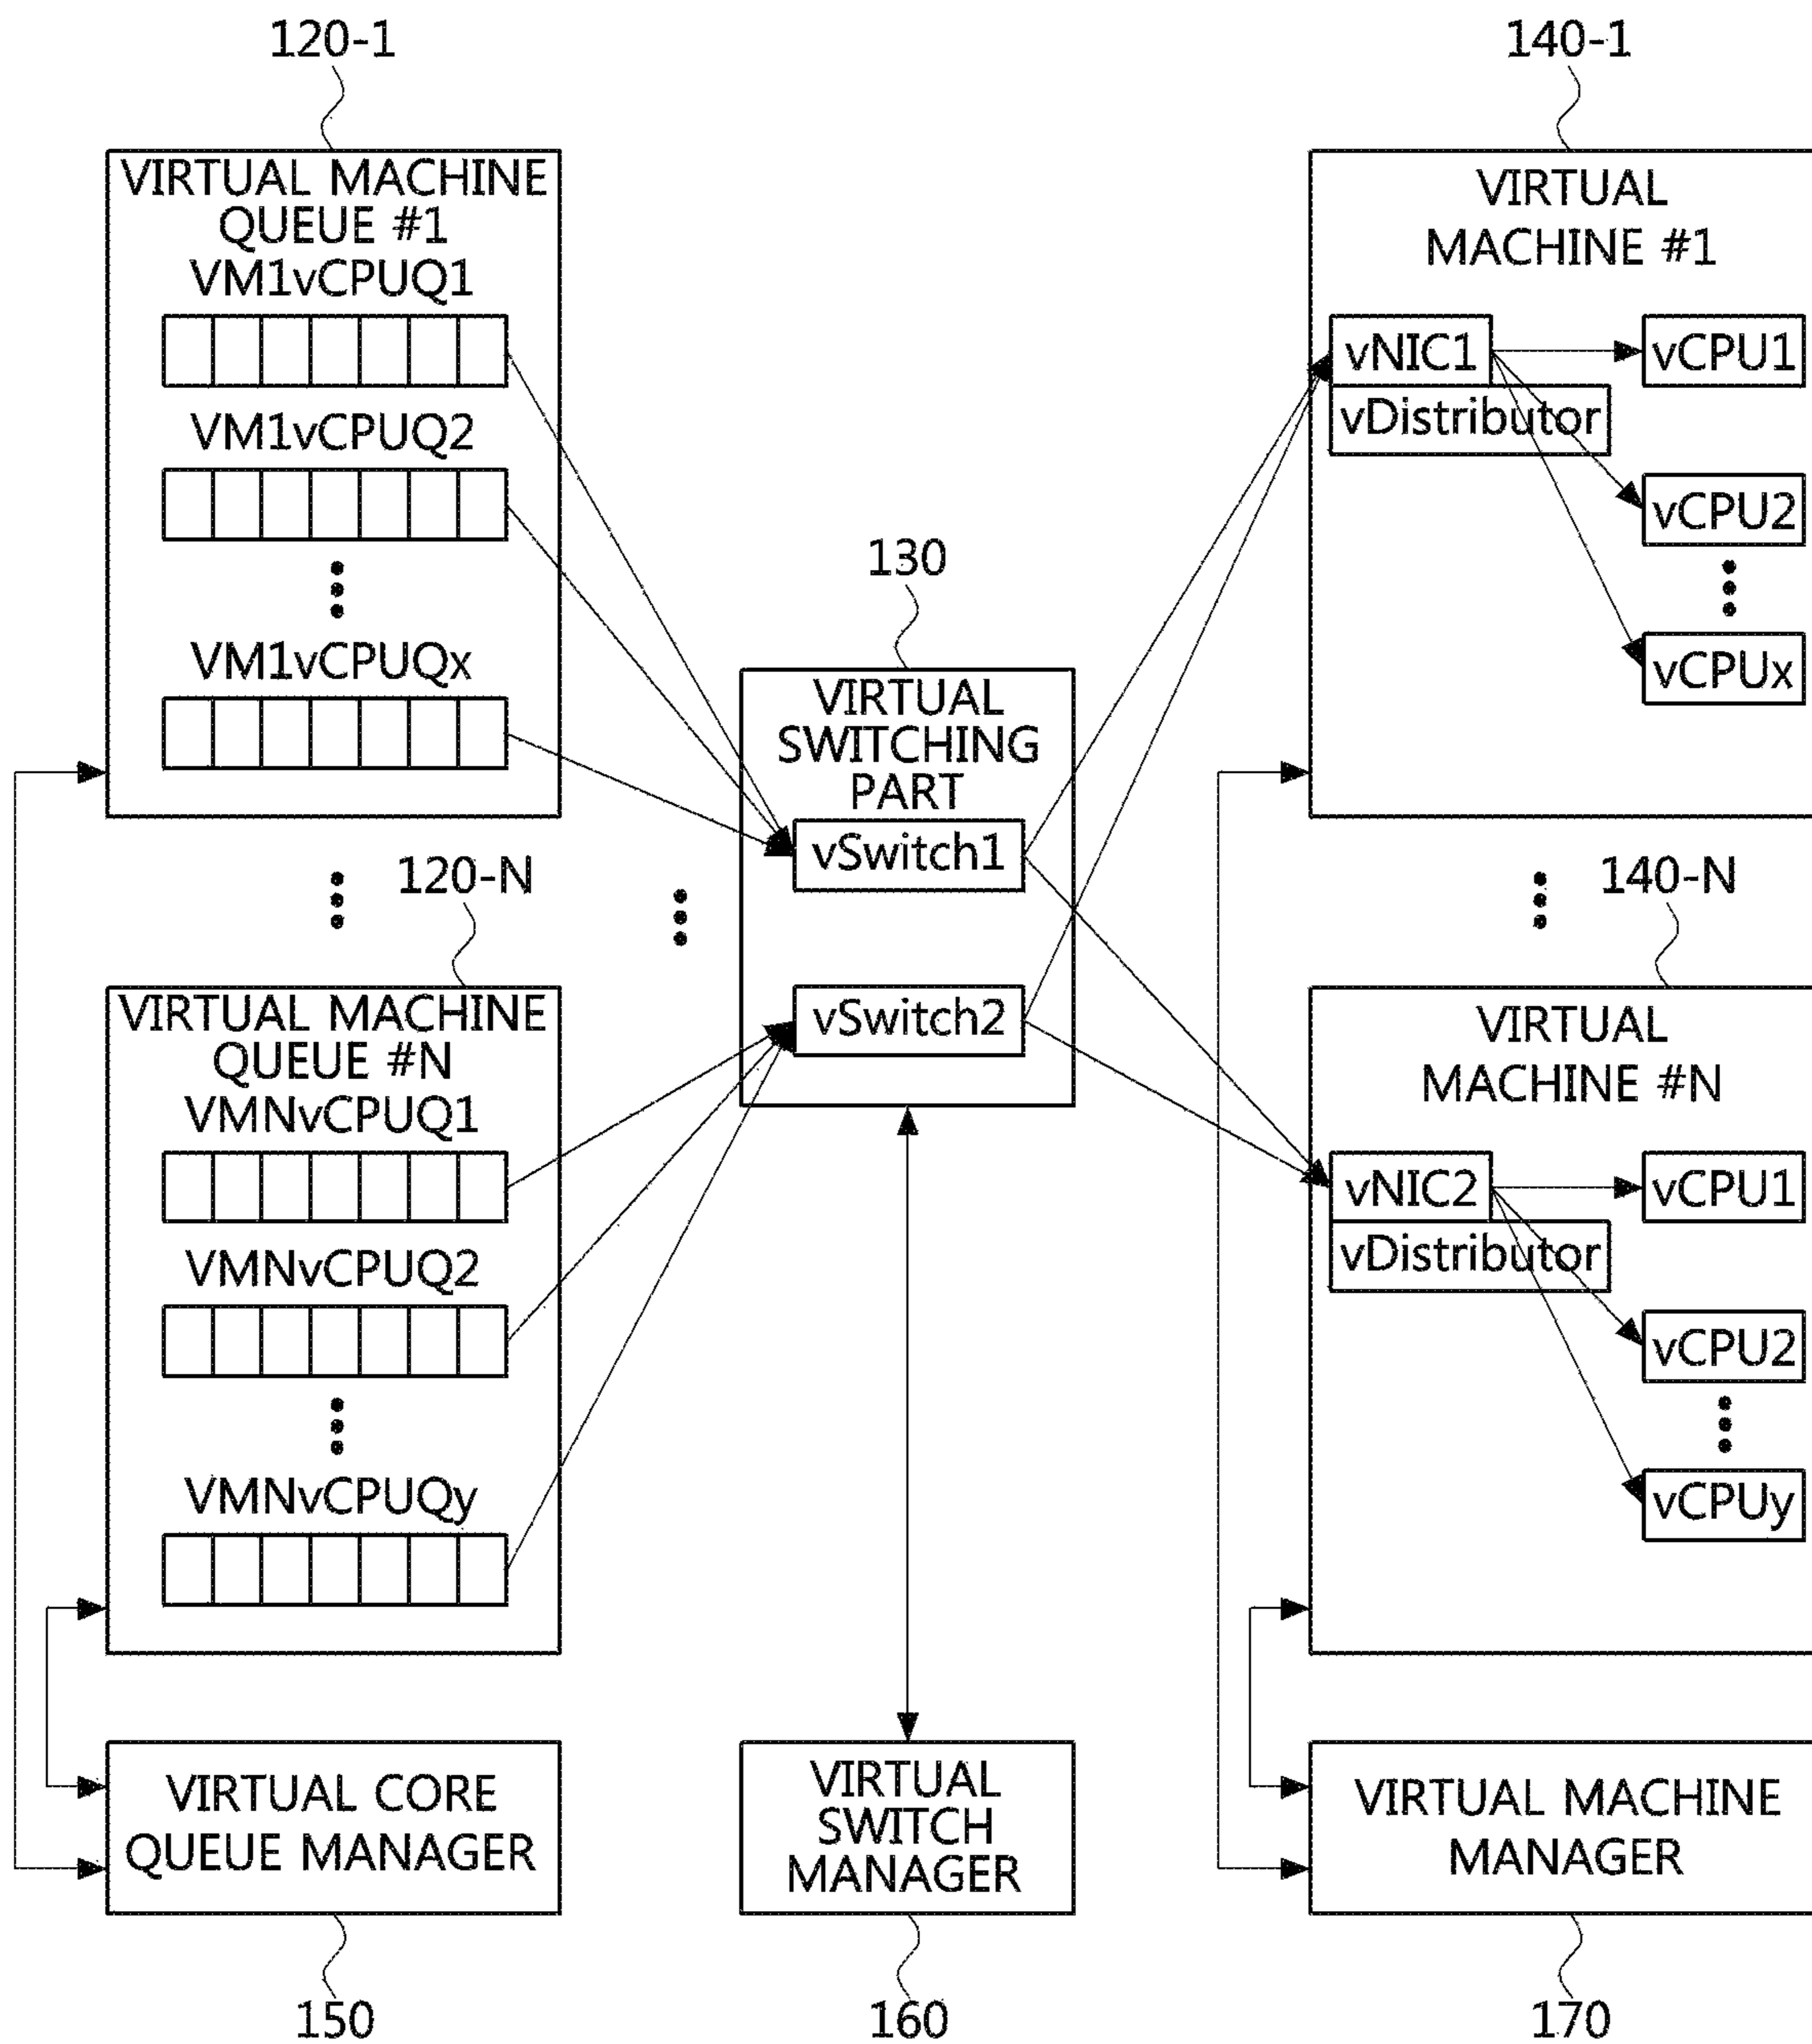 120-1
VIRTUAL MACHINE
QUEUE #1
VM1vCPUQ1
VM1vCPUQ2
VM1vCPUQx
120-N
VIRTUAL MACHINE
QUEUE #N
VMNvCPUQ1
VMNvCPUQ2
VMNvCPUQy
VIRTUAL CORE
QUEUE MANAGER
150
130
VIRTUAL
SWITCHING
PART
vSwitch1
vSwitch2
VIRTUAL
SWITCH
MANAGER
160
140-1
VIRTUAL
MACHINE #1
vNIC1
vCPU1
vDistributor
vCPU2
vCPUx
140-N
VIRTUAL
MACHINE #N
vNIC2
vCPU1
vDistributor
vCPU2
vCPUy
VIRTUAL MACHINE
MANAGER
170